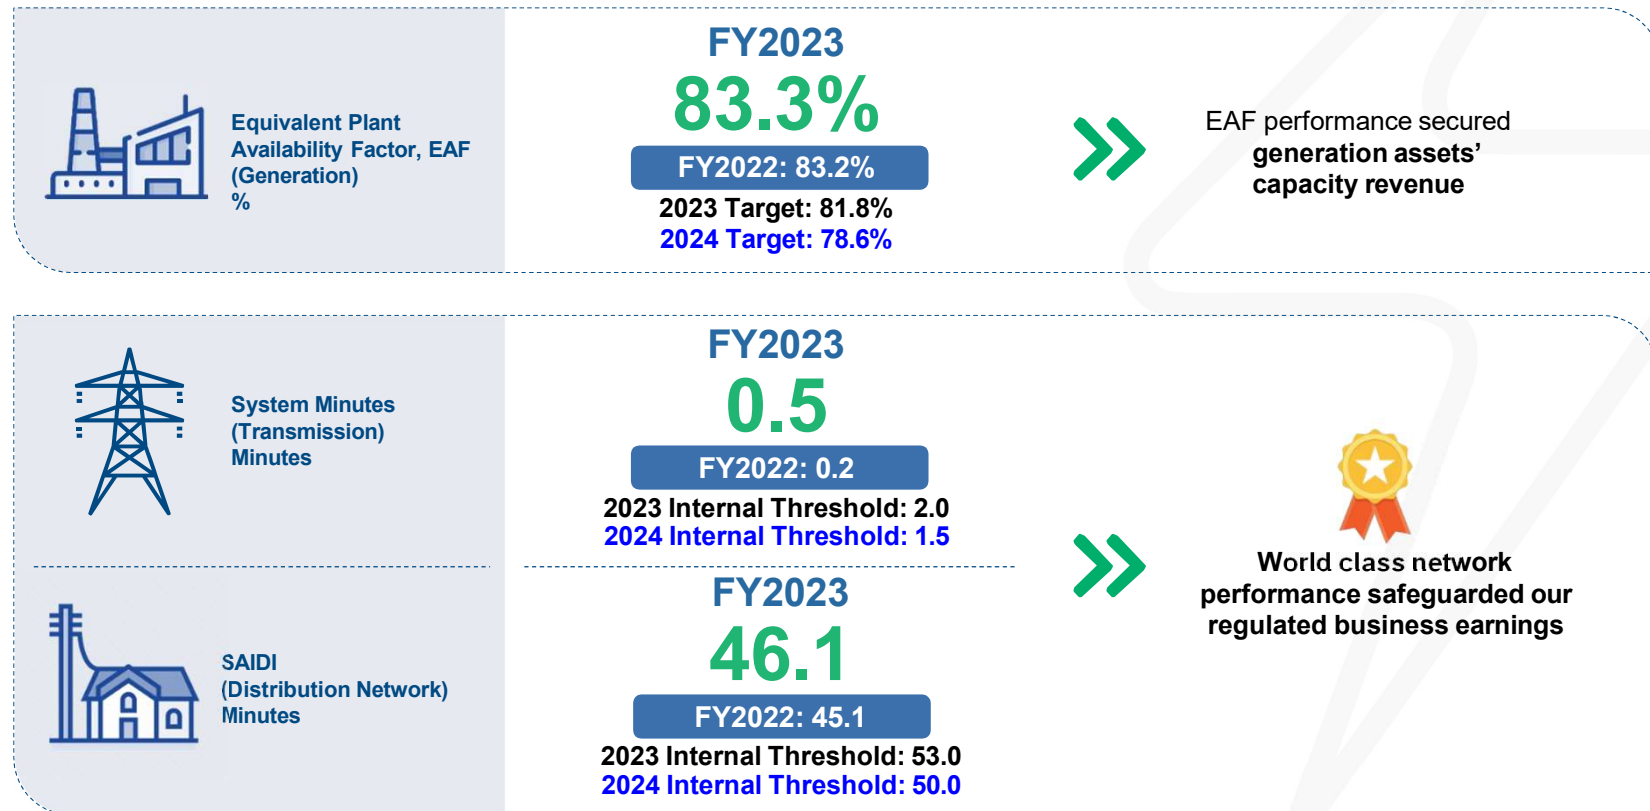 Equivalent Plant
Availability Factor, EAF
(Generation)
%
FY2023
83.3%
FY2022: 83.2%
2023 Target: 81.8%
2024 Target: 78.6%
EAF performance secured
generation assets’
capacity revenue
System Minutes
(Transmission)
Minutes
FY2023
0.5
FY2022: 0.2
2023 Internal Threshold: 2.0
2024 Internal Threshold: 1.5
SAIDI
(Distribution Network)
Minutes
FY2023
46.1
FY2022: 45.1
2023 Internal Threshold: 53.0
2024 Internal Threshold: 50.0
World class network
performance safeguarded our
regulated business earnings